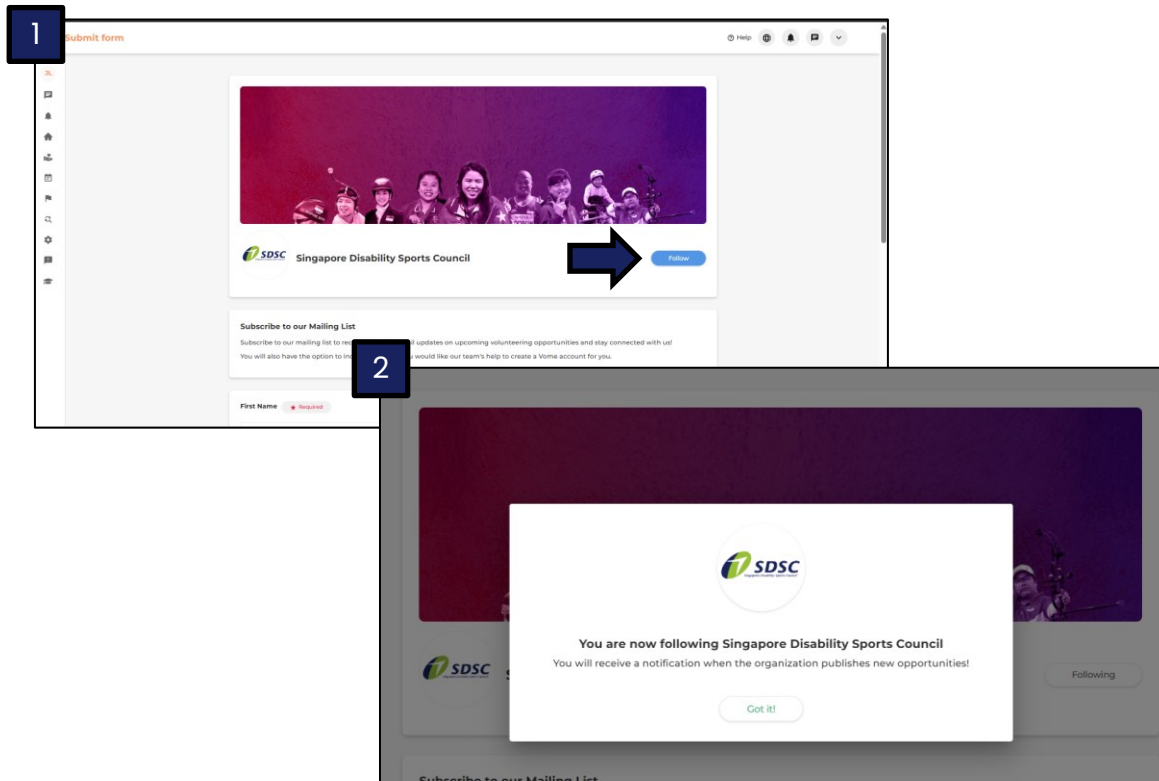 1
Submit form
Help
JL
SDSC Singapore Disability Sports Council
Follow
Subscribe to our Mailing List
Subscribe to our mailing list to updates on upcoming volunteering opportunities and stay connected with us!
You will also have the option to would like our team's help to create a Vome account for you.
First Name Required
2
SDSC
You are now following Singapore Disability Sports Council
You will receive a notification when the organization publishes new opportunities!
SDSC
Following
Got it!
Subscribe to our Mailing List